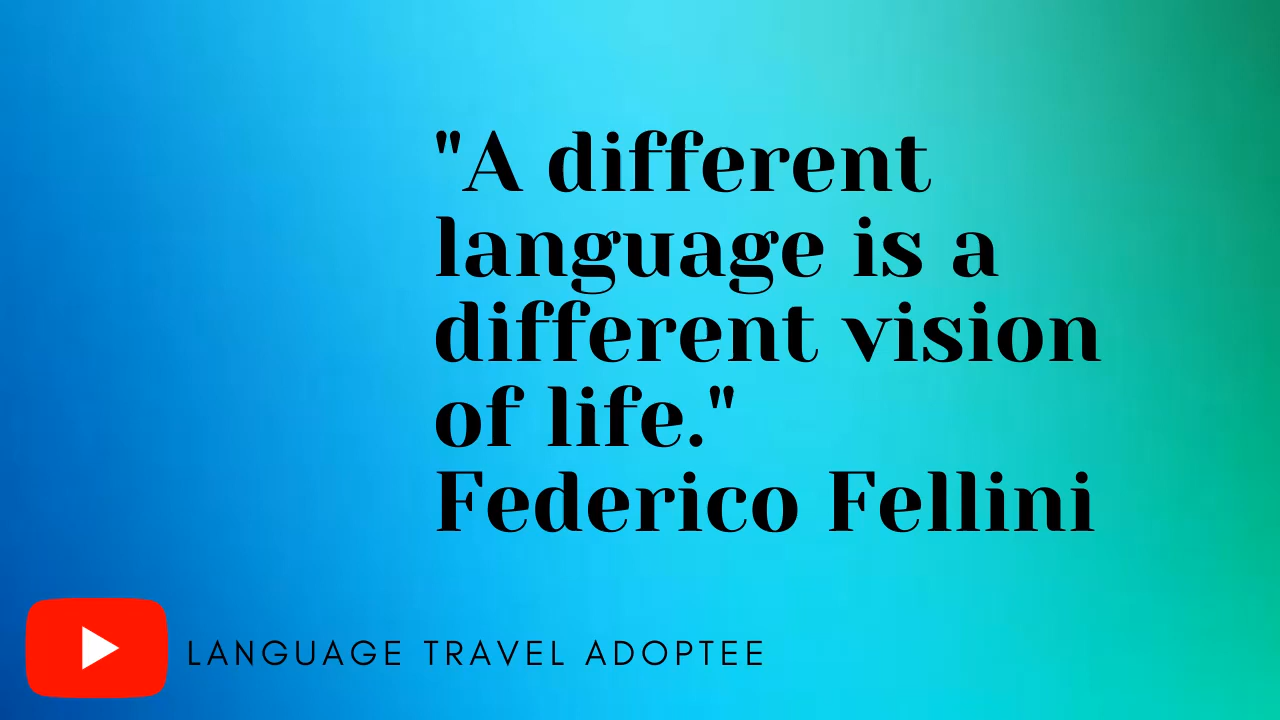 "A different
language is a
different vision
of life."
Federico Fellini
LANGUAGE TRAVEL ADOPTEE